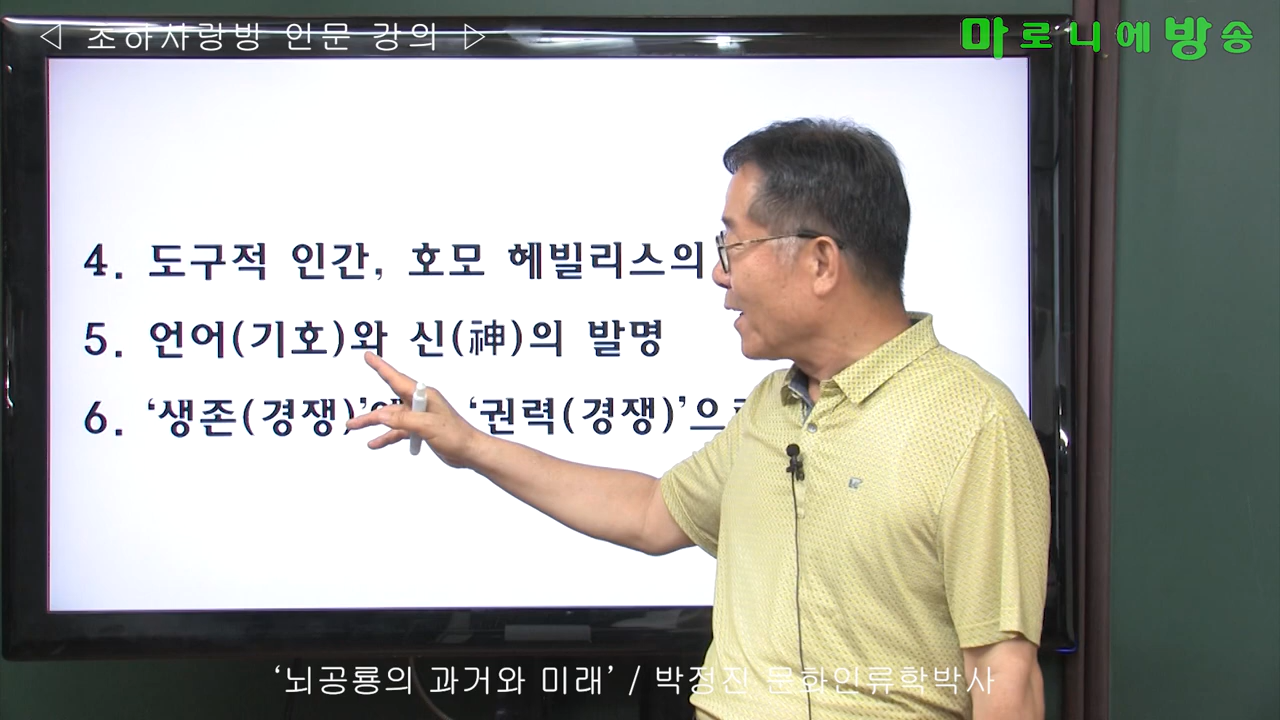 ◁ 초하사랑방 인문 강의 ▷
마로니에방송
4. 도구적 인간, 호모 헤빌리스의
5. 언어(기호)와 신(神)의 발명
6. ‘생존(경쟁)’에 ‘권력(경쟁)’으로
‘뇌공룡의 과거와 미래’ / 박정진 문화인류학박사